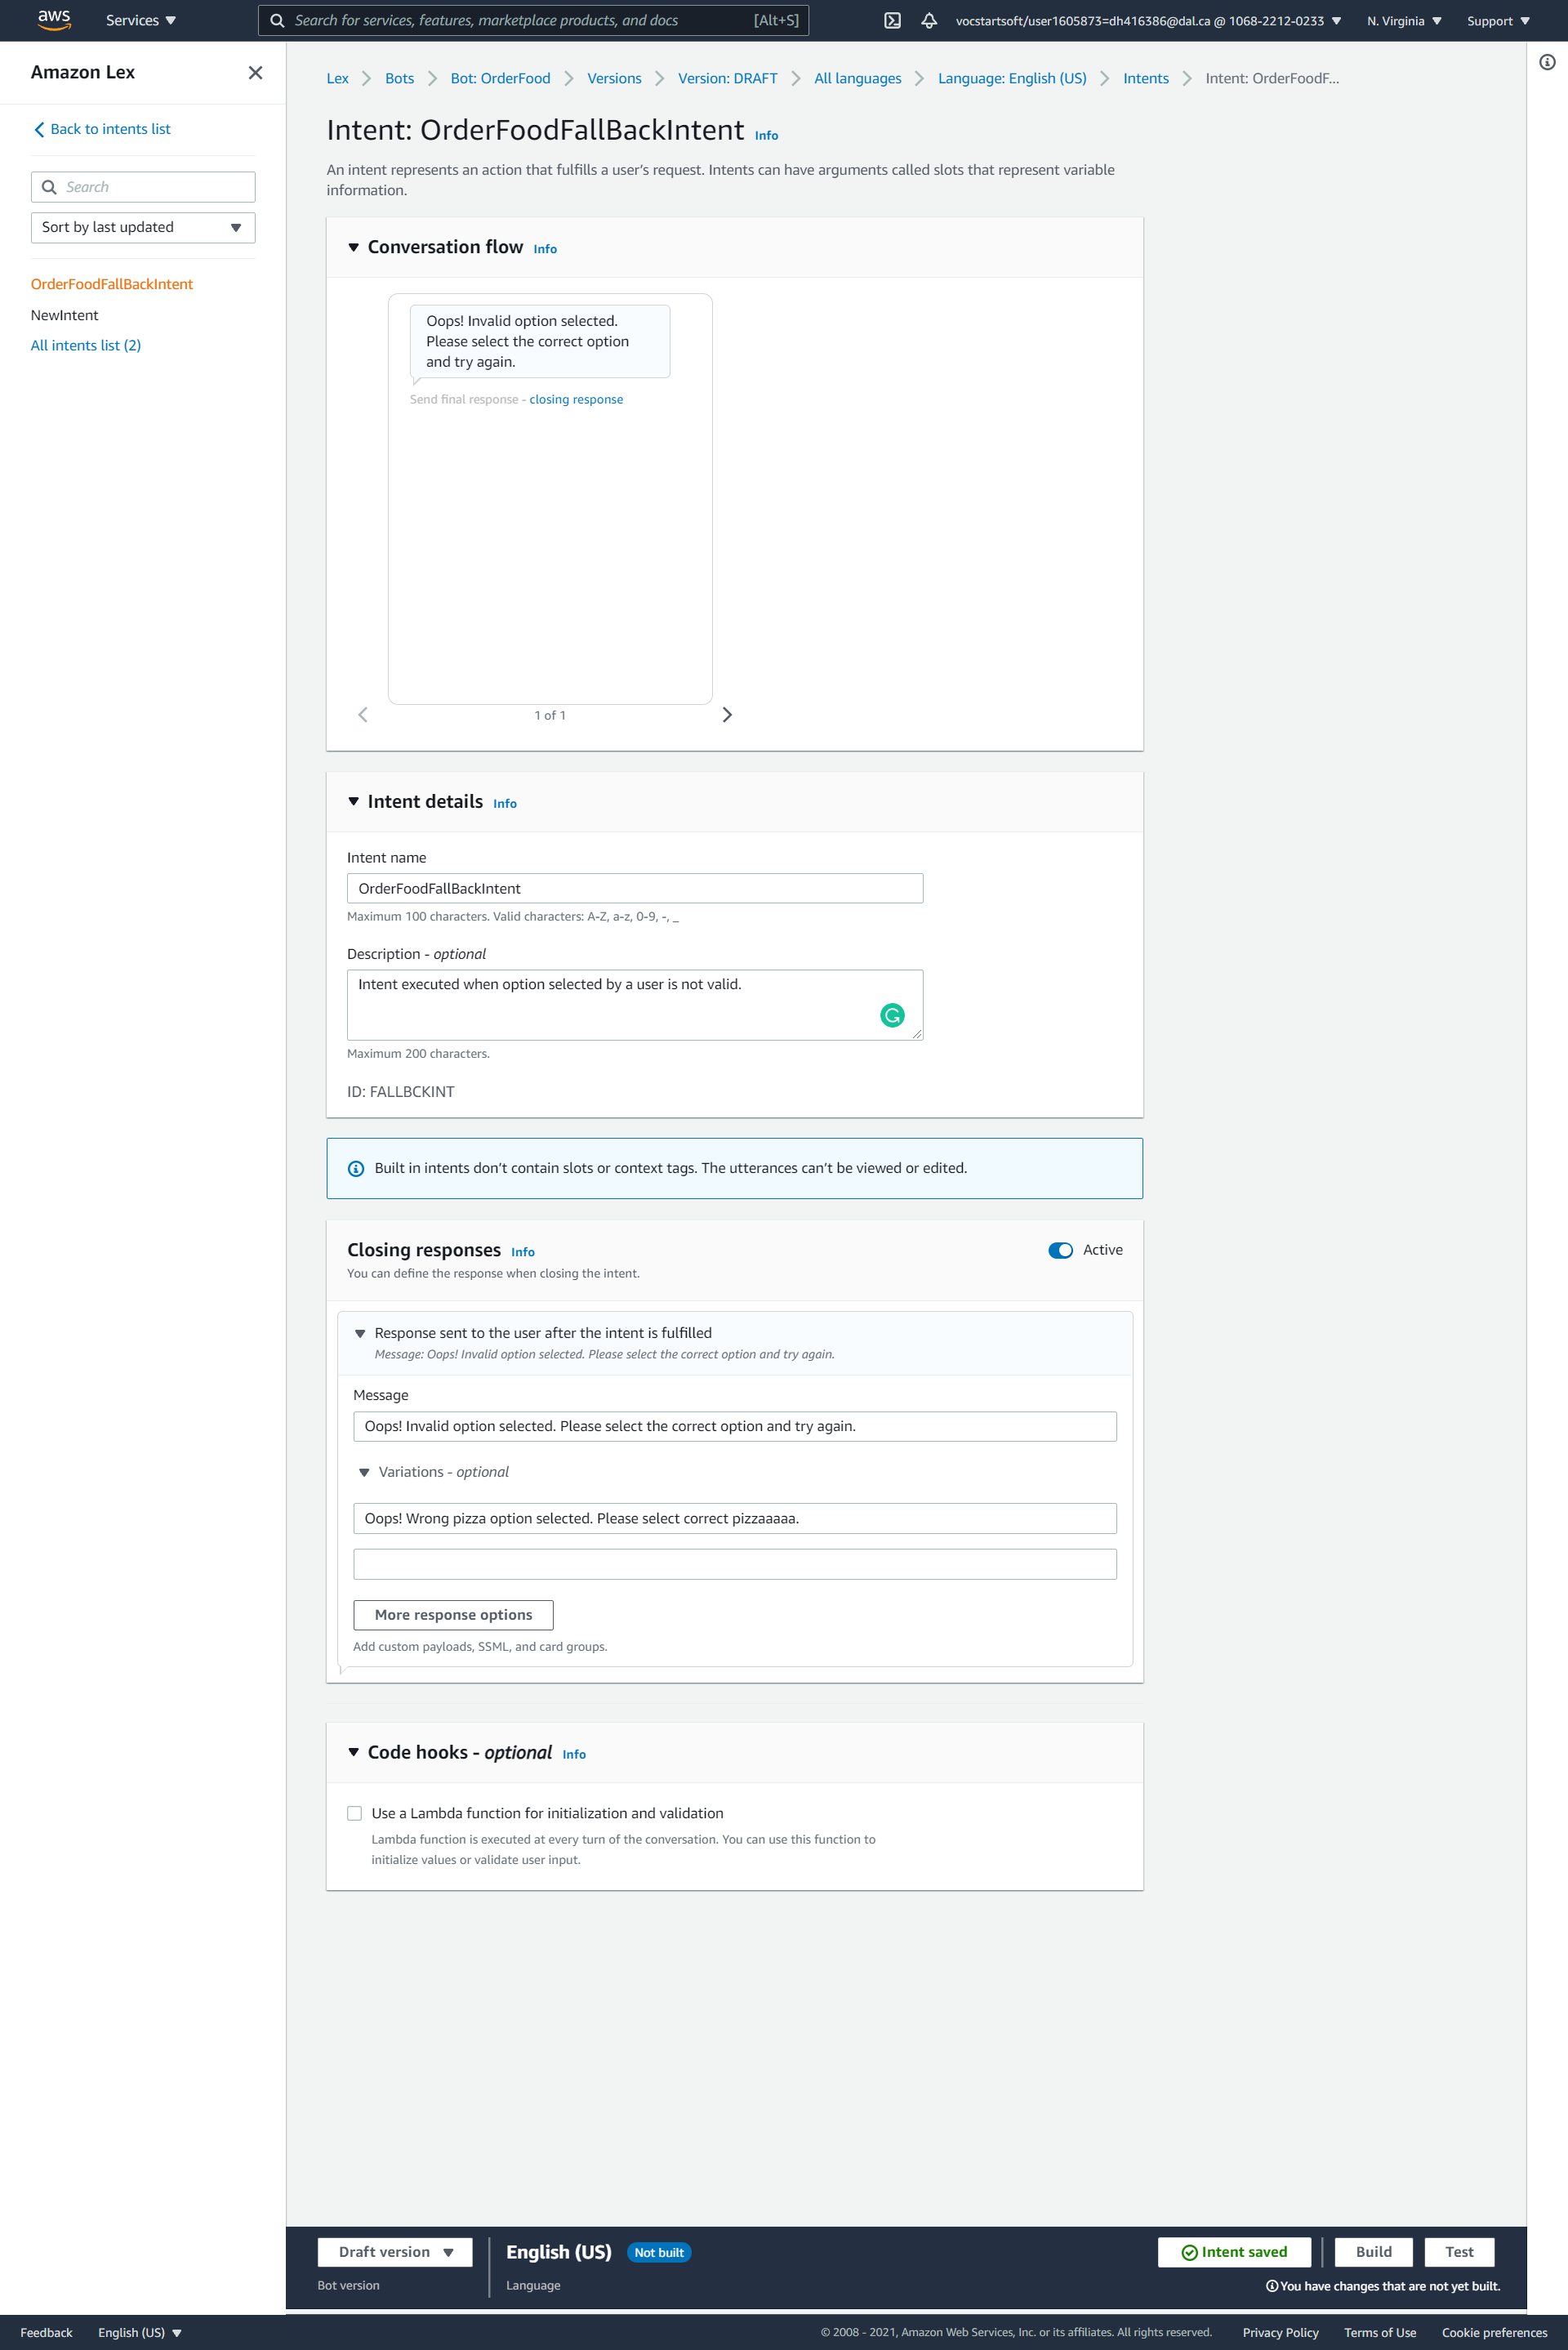 aws
Services
Search for services, features, marketplace products, and docs [Alt+S]
vocstartsoft/user1605873=dh416386@dal.ca @ 1068-2212-0233
N. Virginia
Support
Amazon Lex
Back to intents list
Search
Sort by last updated
OrderFoodFallBackIntent
NewIntent
All intents list (2)
Lex
Bots
Bot: OrderFood
Versions
Version: DRAFT
All languages
Language: English (US)
Intents
Intent: OrderFoodF...
Intent: OrderFoodFallBackIntent Info
An intent represents an action that fulfills a user's request. Intents can have arguments called slots that represent variable
information.
Conversation flow Info
Oops! Invalid option selected.
Please select the correct option
and try again.
Send final response - closing response
1 of 1
Intent details Info
Intent name
OrderFoodFallBackIntent
Maximum 100 characters. Valid characters: A-Z, a-z, 0-9, -, _
Description - optional
Intent executed when option selected by a user is not valid.
Maximum 200 characters.
ID: FALLBCKINT
Built in intents don't contain slots or context tags. The utterances can't be viewed or edited.
Closing responses Info
Active
You can define the response when closing the intent.
Response sent to the user after the intent is fulfilled
Message: Oops! Invalid option selected. Please select the correct option and try again.
Message
Oops! Invalid option selected. Please select the correct option and try again.
Variations - optional
Oops! Wrong pizza option selected. Please select correct pizzaaaaa.
More response options
Add custom payloads, SSML, and card groups.
Code hooks - optional Info
Use a Lambda function for initialization and validation
Lambda function is executed at every turn of the conversation. You can use this function to
initialize values or validate user input.
Draft version
Bot version
English (US) Not built
Language
Intent saved
Build
Test
You have changes that are not yet built.
Feedback
English (US)
© 2008 - 2021, Amazon Web Services, Inc. or its affiliates. All rights reserved.
Privacy Policy
Terms of Use
Cookie preferences